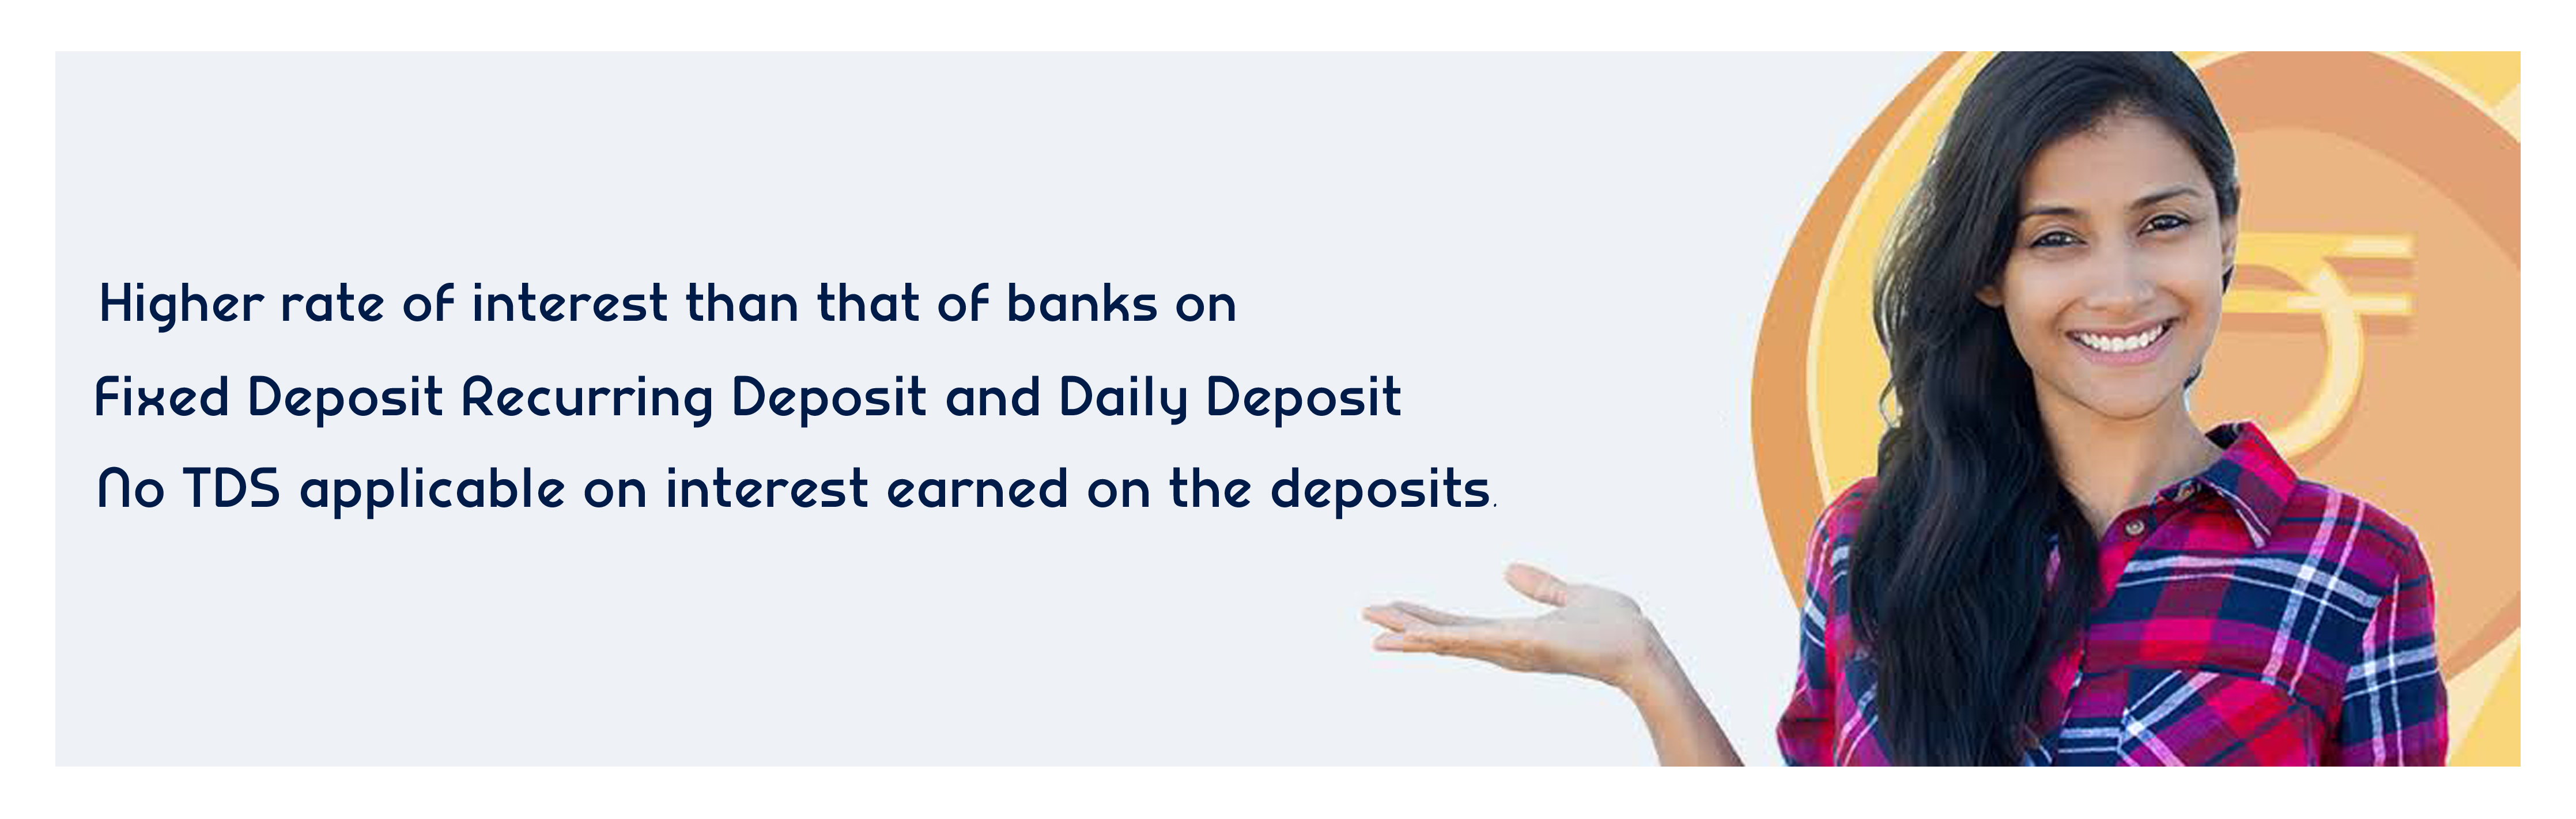 Higher rate of interest than that of banks on
Fixed Deposit Recurring Deposit and Daily Deposit
No TDS applicable on interest earned on the deposits.